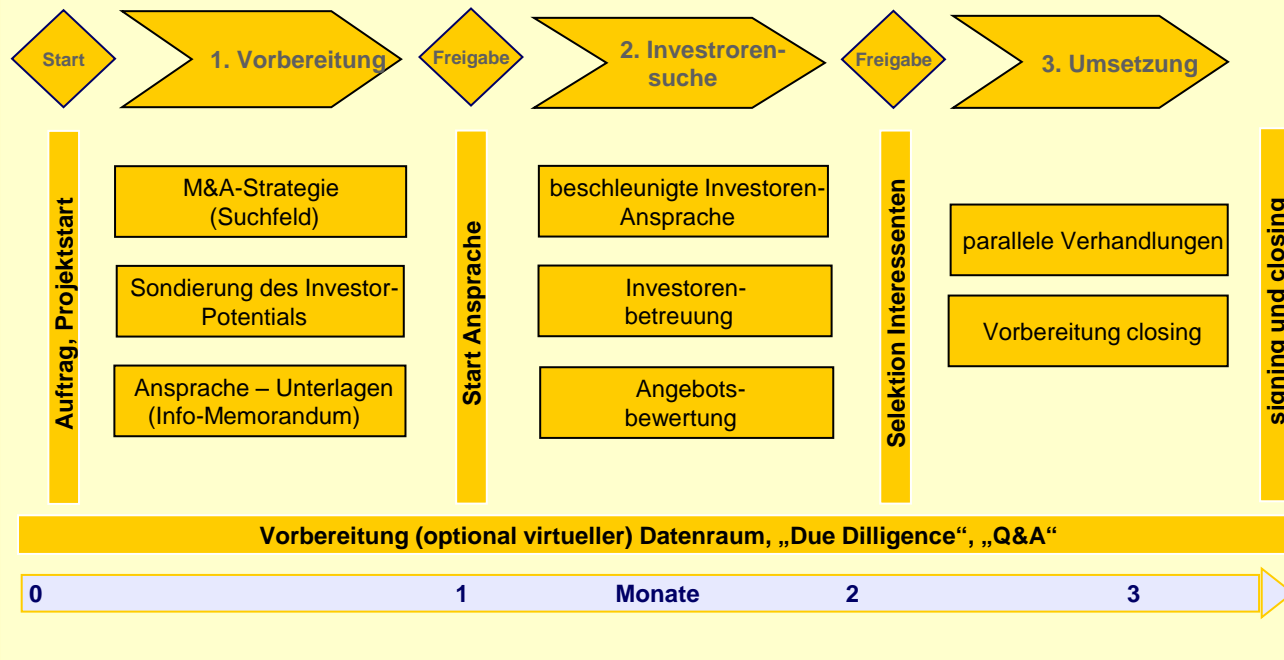 Start
1. Vorbereitung
Freigabe
2. Investroren-
suche
Freigabe
3. Umsetzung
Auftrag, Projektstart
M&A-Strategie
(Suchfeld)
Sondierung des Investor-
Potentials
Ansprache – Unterlagen
(Info-Memorandum)
Start Ansprache
beschleunigte Investoren-
Ansprache
Investoren-
betreuung
Angebots-
bewertung
Selektion Interessenten
parallele Verhandlungen
Vorbereitung closing
signing und closing
Vorbereitung (optional virtueller) Datenraum, „Due Dilligence“, „Q&A“
0 1 Monate 2 3